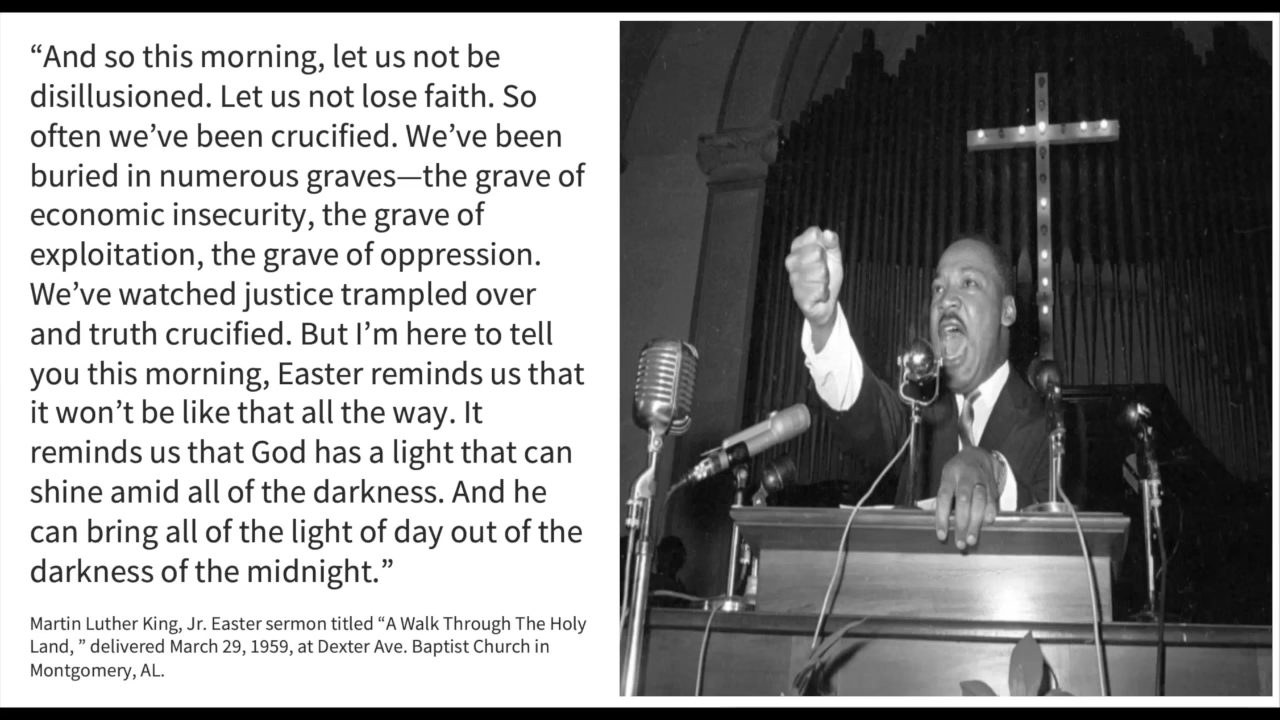 “And so this morning, let us not be
disillusioned. Let us not lose faith. So
often we’ve been crucified. We’ve been
buried in numerous graves—the grave of
economic insecurity, the grave of
exploitation, the grave of oppression.
We’ve watched justice trampled over
and truth crucified. But I’m here to tell
you this morning, Easter reminds us that
it won’t be like that all the way. It
reminds us that God has a light that can
shine amid all of the darkness. And he
can bring all of the light of day out of the
darkness of the midnight.”
Martin Luther King, Jr. Easter sermon titled “A Walk Through The Holy
Land, ” delivered March 29, 1959, at Dexter Ave. Baptist Church in
Montgomery, AL.